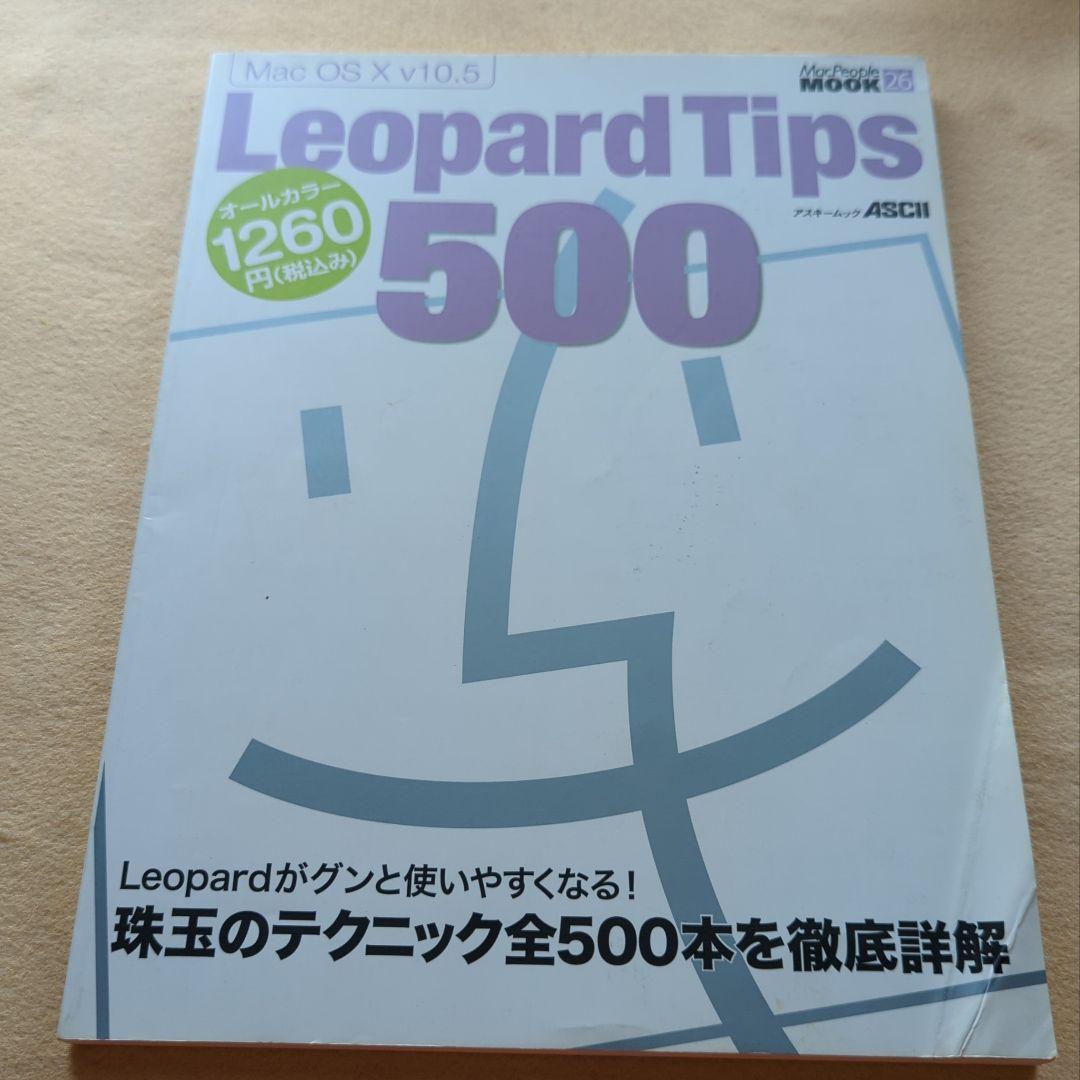 Mac OS X v10.5
MacPeople
MOOK 26
Leopard Tips
500
オールカラー
1260
円(税込み)
アスキームック ASCII
Leopardがグンと使いやすくなる!
珠玉のテクニック全500本を徹底詳解